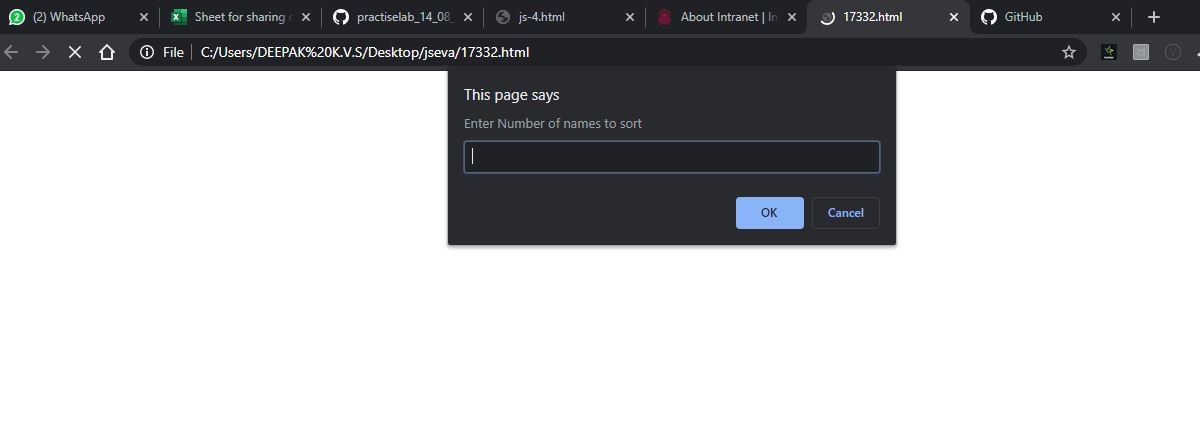 2 (2) WhatsApp Sheet for sharing practiselab_14_08_ js-4.html About Intranet | In 17332.html GitHub
File C:/Users/DEEPAK%20K.V.S/Desktop/jseva/17332.html
This page says
Enter Number of names to sort
OK Cancel